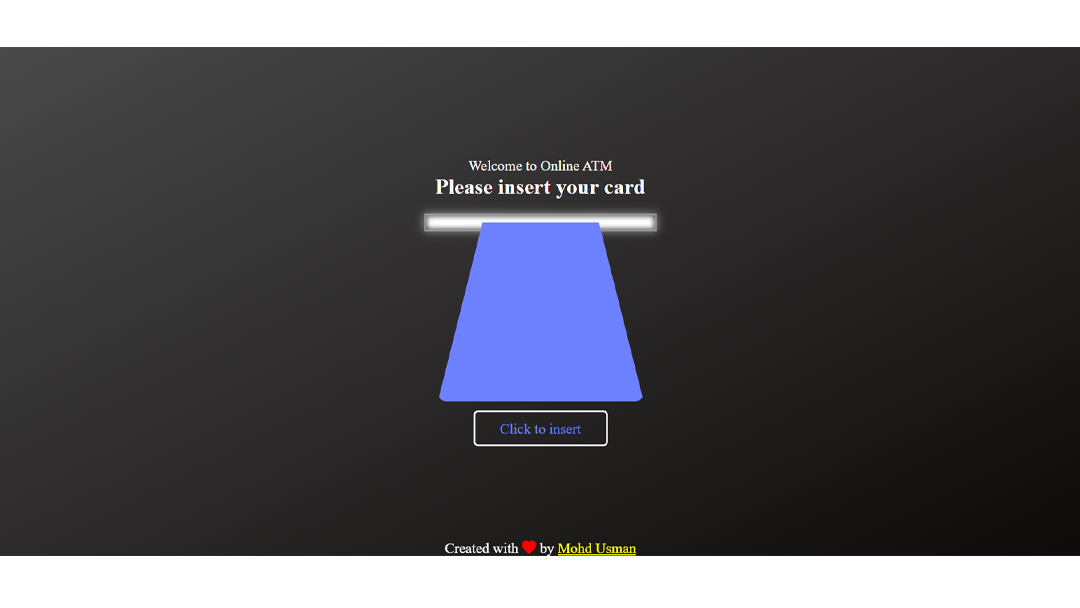 Welcome to Online ATM
Please insert your card
Click to insert
Created with ❤ by Mohd Usman